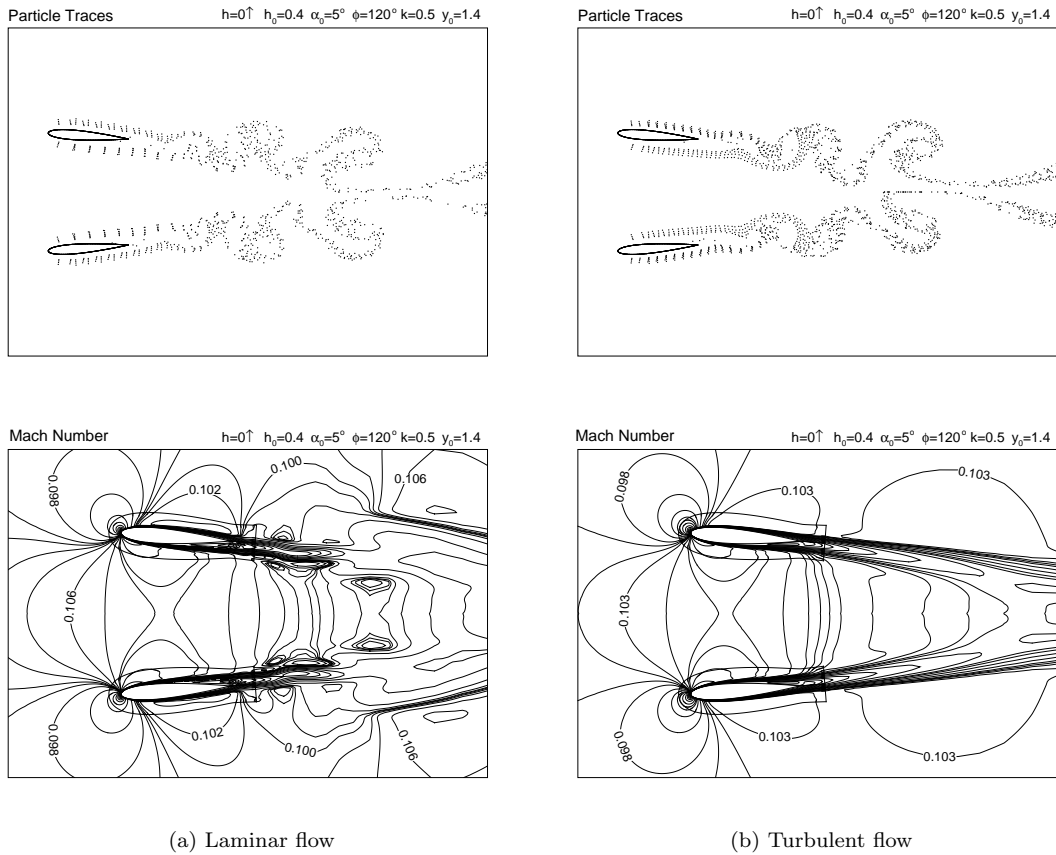 Particle Traces h=0↑ h₀=0.4 α₀=5° ϕ=120° k=0.5 y₀=1.4
Particle Traces h=0↑ h₀=0.4 α₀=5° ϕ=120° k=0.5 y₀=1.4
Mach Number h=0↑ h₀=0.4 α₀=5° ϕ=120° k=0.5 y₀=1.4
0.098
0.102
0.100
0.106
0.106
0.098
0.102
0.100
0.106
Mach Number h=0↑ h₀=0.4 α₀=5° ϕ=120° k=0.5 y₀=1.4
0.098
0.103
0.103
0.103
0.098
0.103
0.103
(a) Laminar flow
(b) Turbulent flow